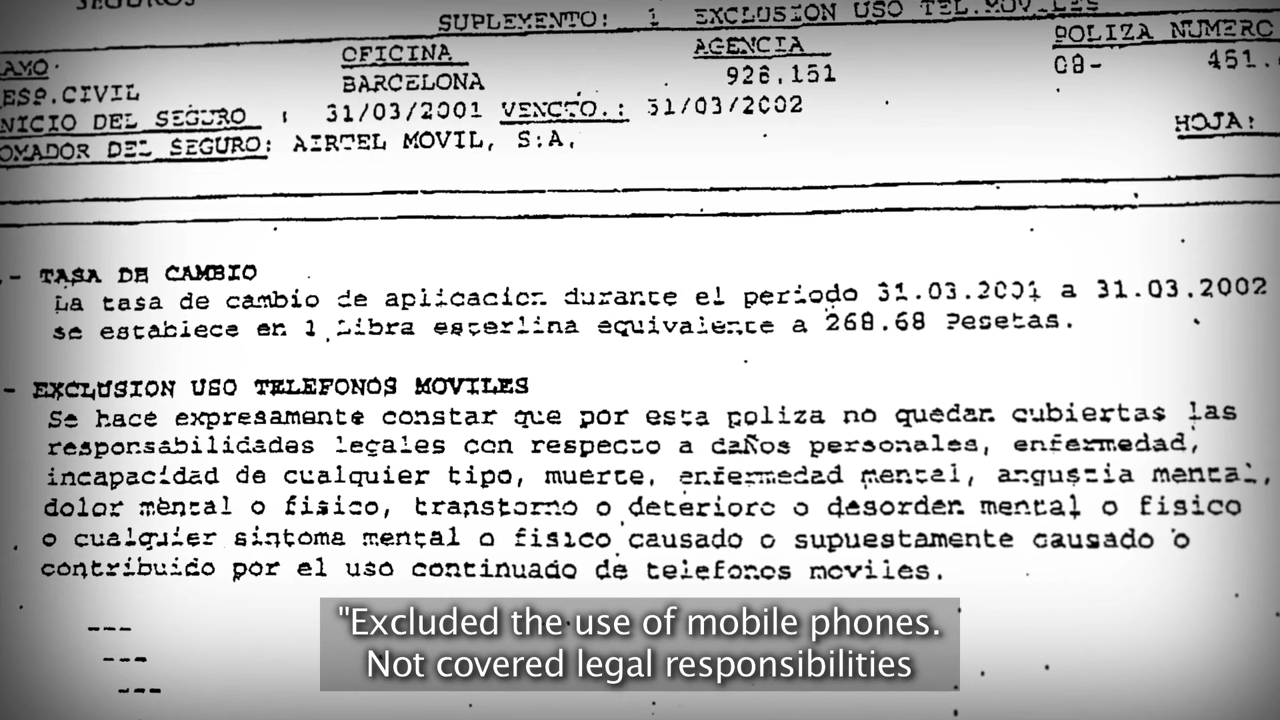 SEGUROS
SUPLEMENTO: 1 EXCLUSION USO TEL.MOVILES
OFICINA AGENCIA POLIZA NUMERO
BARCELONA 928.151 08- 461.
ESP.CIVIL
NICIO DEL SEGURO : 31/03/2001 VENCTO.: 31/03/2002
HOJA:
OMADOR DEL SEGURO: AIRTEL MOVIL, S.A.
.- TASA DE CAMBIO
La tasa de cambio de aplicacion durante el periodo 31.03.2001 a 31.03.2002
se establece en 1 Libra esterlina equivalente a 268.68 Pesetas.
- EXCLUSION USO TELEFONOS MOVILES
Se hace expresamente constar que por esta poliza no quedan cubiertas las
responsabilidades legales con respecto a daños personales, enfermedad,
incapacidad de cualquier tipo, muerte, enfermedad mental, angustia mental,
dolor mental o fisico, transtorno o deterioro o desorden mental o fisico
o cualquier sintoma mental o fisico causado o supuestamente causado o
contribuido por el uso continuado de telefonos moviles.
---
---
---
"Excluded the use of mobile phones.
Not covered legal responsibilities